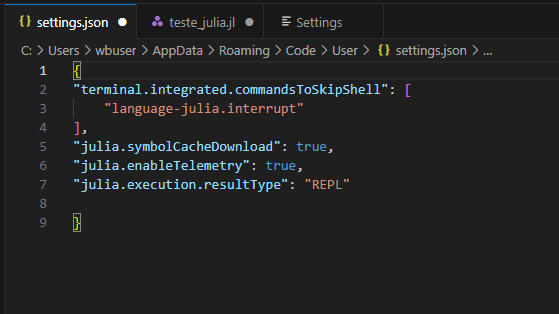 {} settings.json ● teste_julia.jl ● Settings
C: > Users > wbuser > AppData > Roaming > Code > User > {} settings.json > ...
1 {
2 "terminal.integrated.commandsToSkipShell": [
3 "language-julia.interrupt"
4 ],
5 "julia.symbolCacheDownload": true,
6 "julia.enableTelemetry": true,
7 "julia.execution.resultType": "REPL"
8
9 }